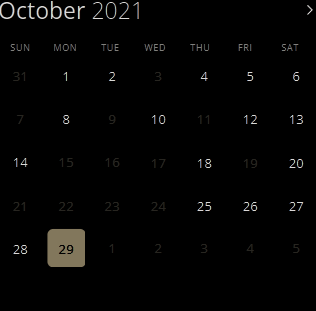 October 2021 >
SUN MON TUE WED THU FRI SAT
31 1 2 3 4 5 6
7 8 9 10 11 12 13
14 15 16 17 18 19 20
21 22 23 24 25 26 27
28 29 1 2 3 4 5